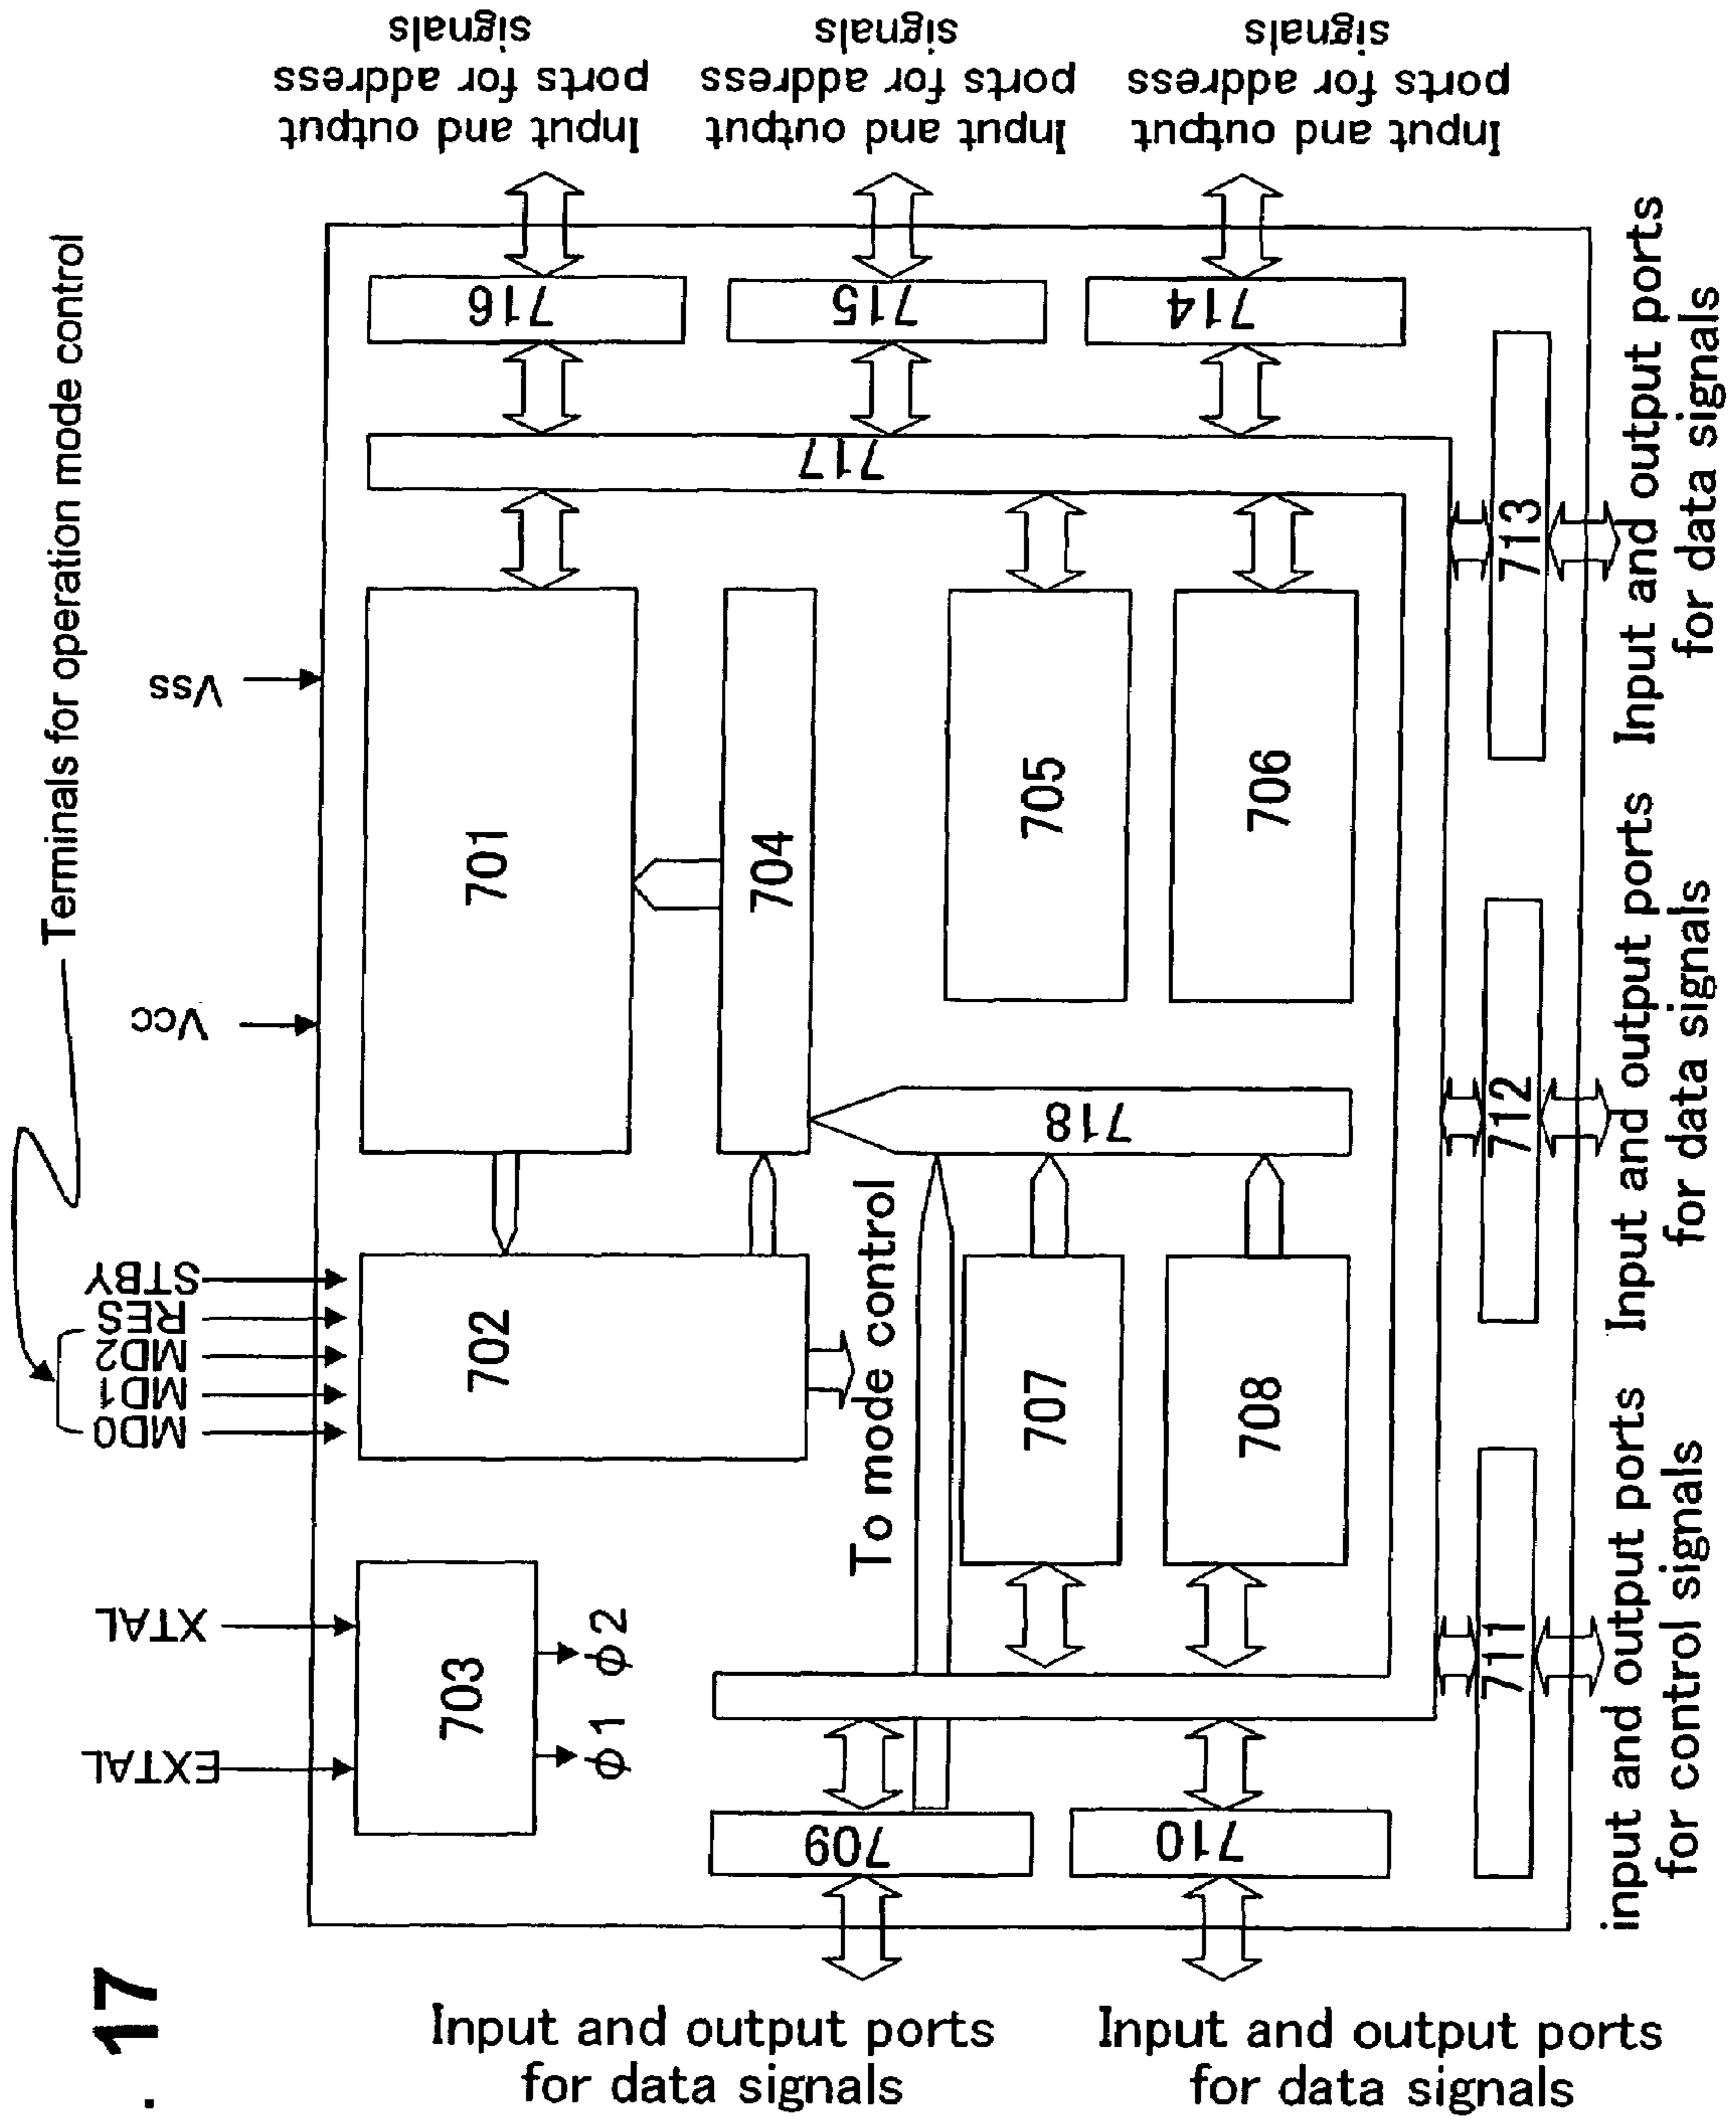 . 17
Terminals for operation mode control
EXTAL
XTAL
MD0
MD1
MD2
RES
STBY
Vcc
Vss
703
702
701
ϕ1
ϕ2
704
To mode control
709
707
718
705
717
716
715
714
710
708
706
711
712
713
Input and output
ports for address
signals
Input and output
ports for address
signals
Input and output
ports for address
signals
Input and output ports
for data signals
Input and output ports
for data signals
input and output ports
for control signals
Input and output ports
for data signals
Input and output ports
for data signals